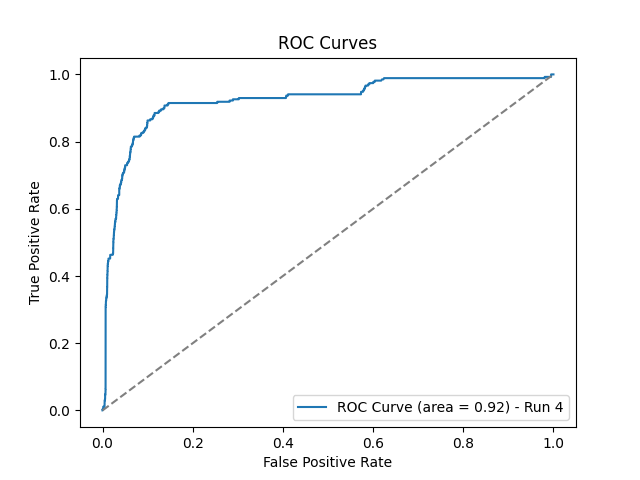 ROC Curves
1.0
0.8
0.6
0.4
0.2
0.0
True Positive Rate
ROC Curve (area = 0.92) - Run 4
0.0 0.2 0.4 0.6 0.8 1.0
False Positive Rate